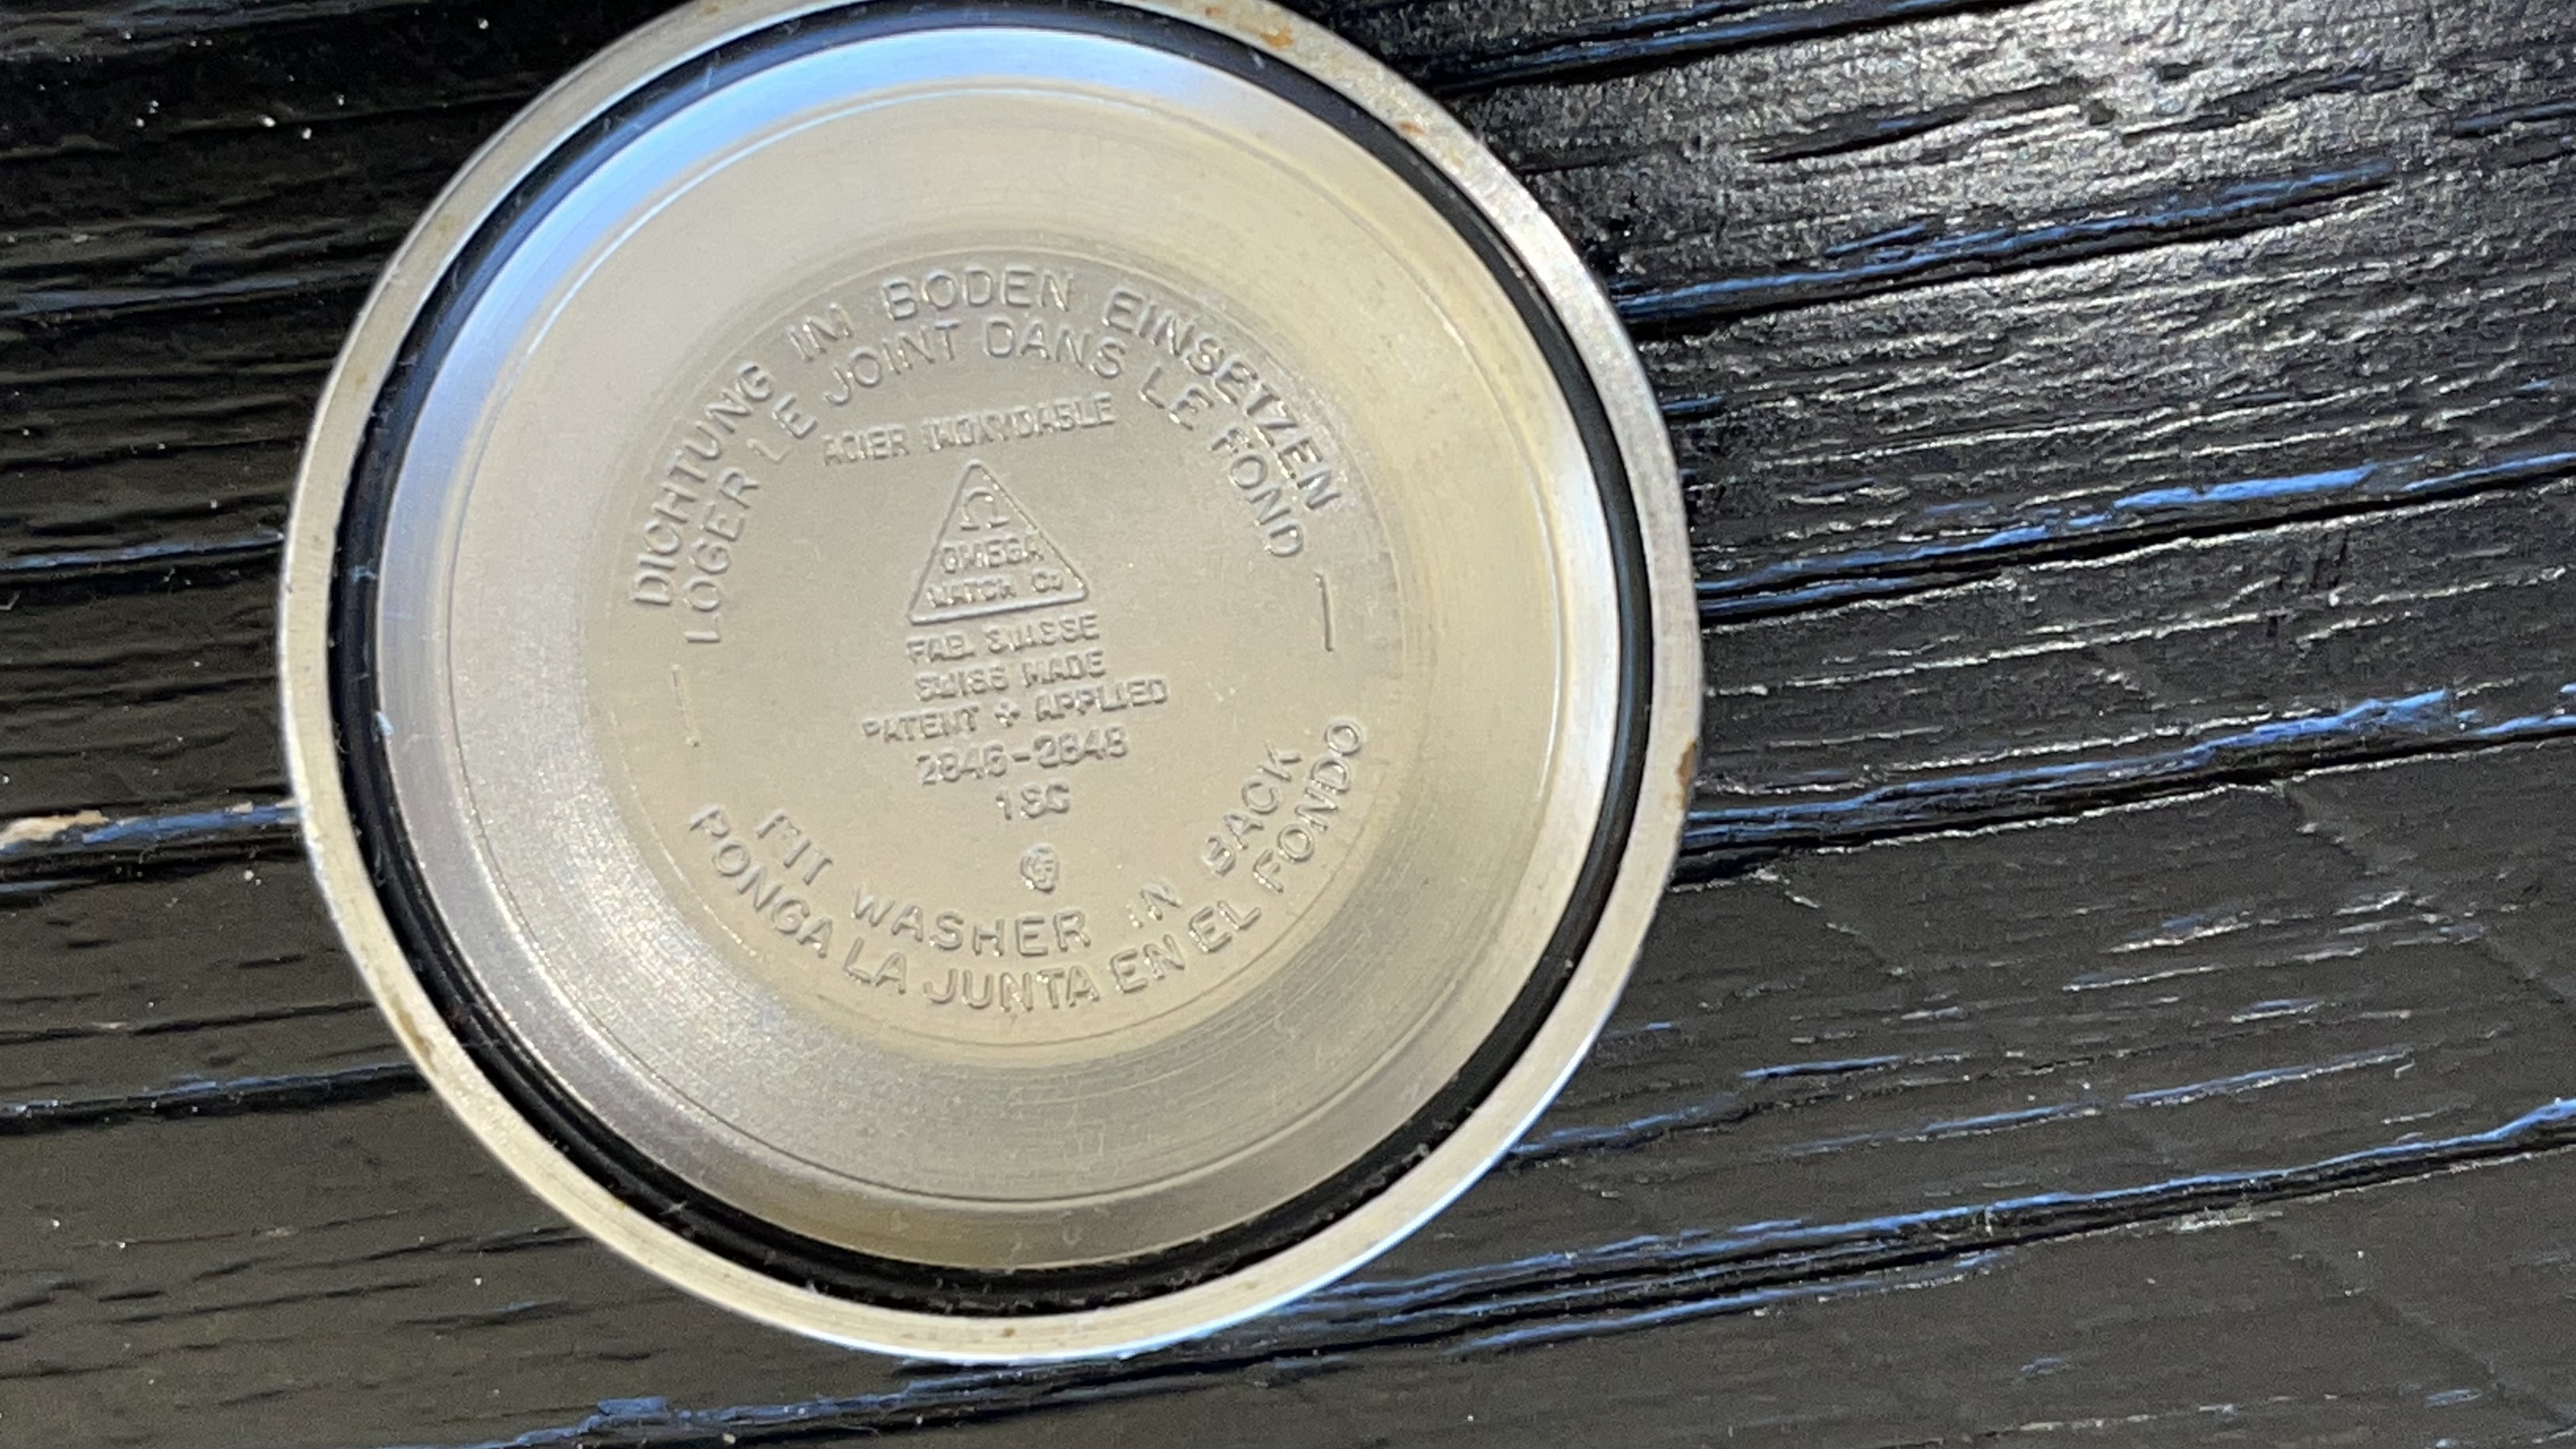 DICHTUNG IM BODEN EINSETZEN
LOGER LE JOINT DANS LE FOND
ACIER INOXYDABLE
Ω
OMEGA
WATCH Co
FAB. SUISSE
SWISS MADE
PATENT + APPLIED
2846-2848
1SC
FIT WASHER IN BACK
PONGA LA JUNTA EN EL FONDO